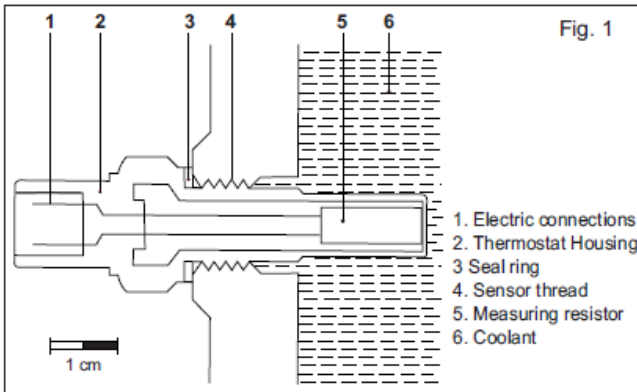 1 2 3 4 5 6 Fig. 1
1. Electric connections
2. Thermostat Housing
3 Seal ring
4. Sensor thread
5. Measuring resistor
6. Coolant
1 cm